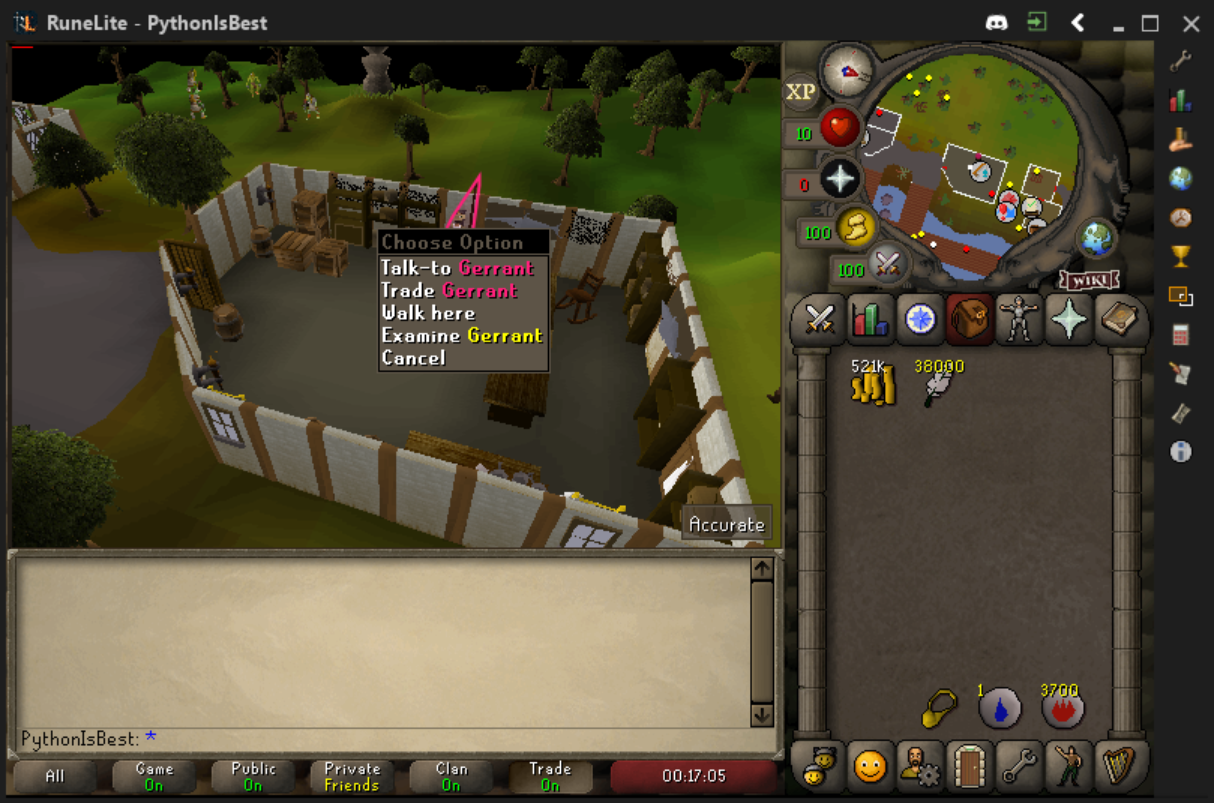 RuneLite - PythonIsBest
XP
10
0
100
100
WIKI
Choose Option
Talk-to Gerrant
Trade Gerrant
Walk here
Examine Gerrant
Cancel
521K
38000
Accurate
1
3700
PythonIsBest: *
All
Game
On
Public
On
Private
Friends
Clan
On
Trade
On
00:17:05